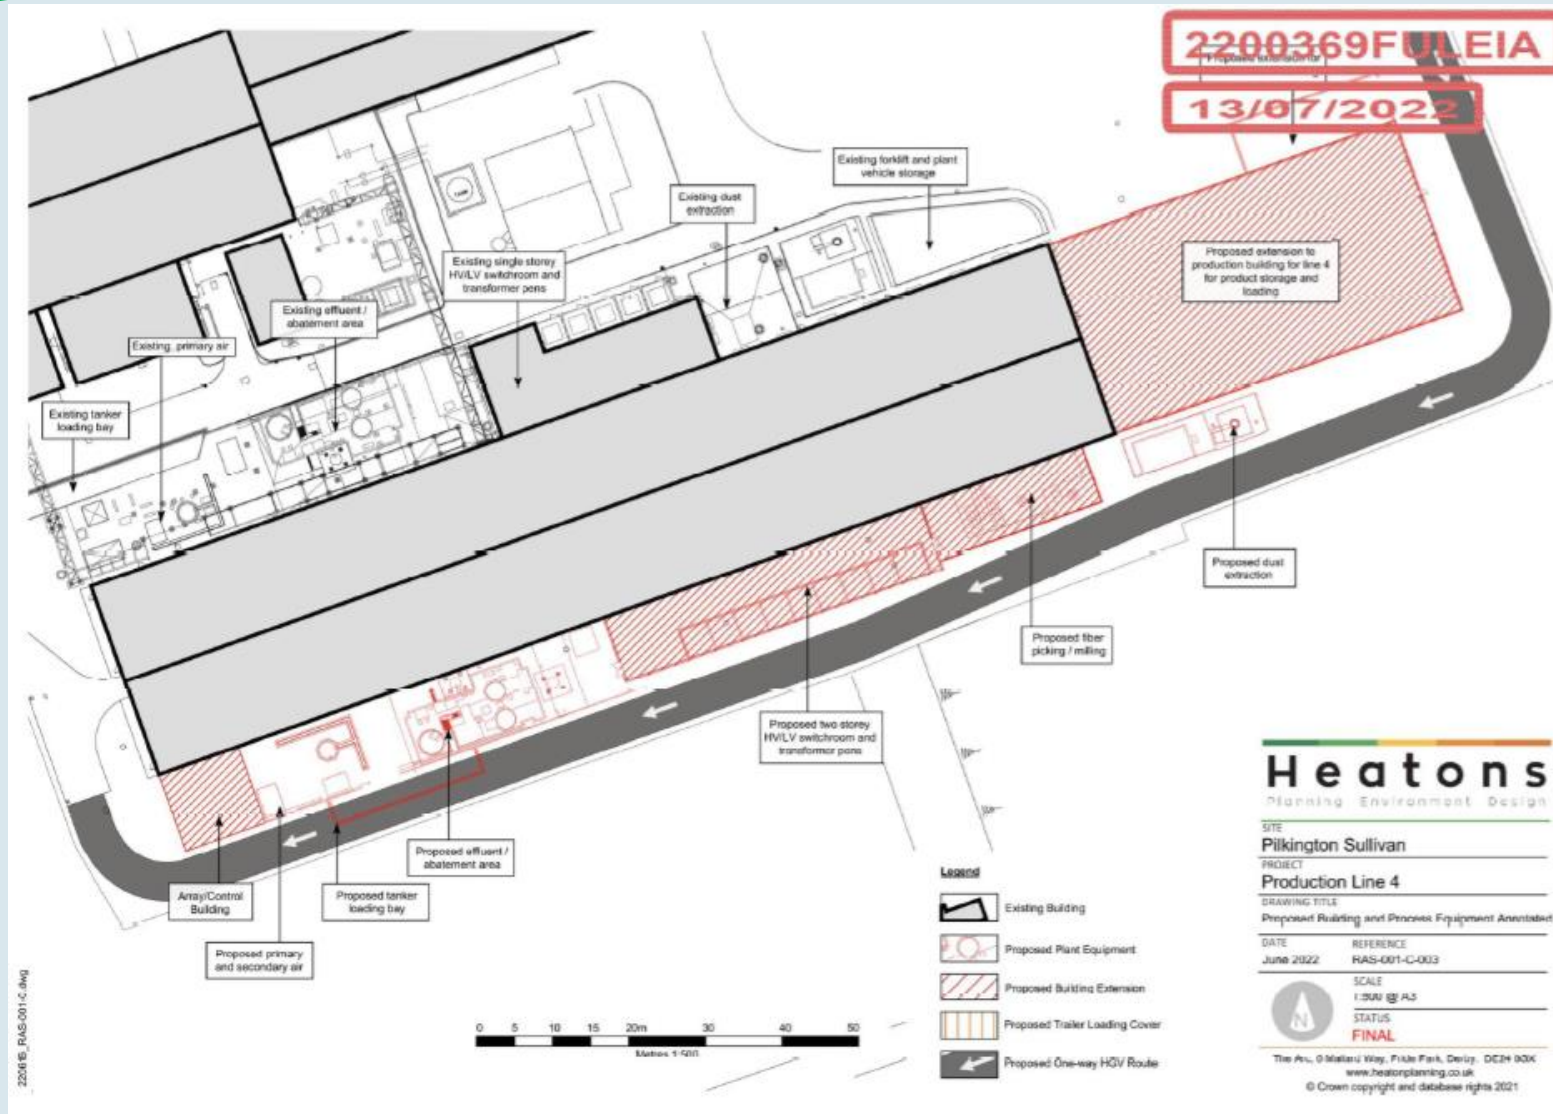 2200369FULEIA
Proposed extension for
13/07/2022
Existing forklift and plant
vehicle storage
Existing dust
extraction
Proposed extension to
production building for line 4
for product storage and
loading
Existing single storey
HV/LV switchroom and
transformer pens
Existing effluent /
abatement area
Existing primary air
Existing tanker
loading bay
Proposed dust
extraction
Proposed fiber
picking / milling
Proposed two storey
HV/LV switchroom and
transformer pens
Proposed effluent /
abatement area
Array/Control
Building
Proposed tanker
loading bay
Proposed primary
and secondary air
Legend
Existing Building
Proposed Plant Equipment
Proposed Building Extension
Proposed Trailer Loading Cover
Proposed One-way HGV Route
0 5 10 15 20m 30 40 50
Metres 1:500
Heatons
Planning Environment Design
SITE
Pilkington Sullivan
PROJECT
Production Line 4
DRAWING TITLE
Proposed Building and Process Equipment Annotated
DATE REFERENCE
June 2022 RAS-001-C-003
SCALE
1:500 @ A3
N
STATUS
FINAL
The Arc, Mallard Way, Pride Park, Derby. DE24
www.heatonplanning.co.uk
© Crown copyright and database rights 2021